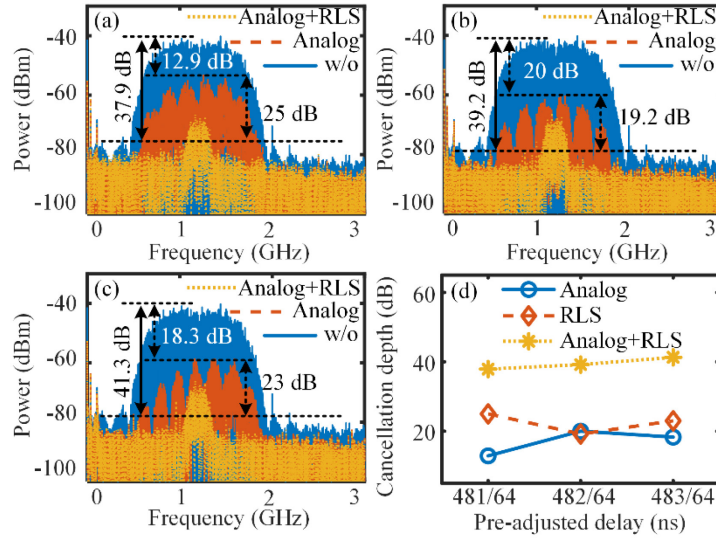 (a)
Analog+RLS
Analog
w/o
-40
-60
-80
-100
Power (dBm)
37.9 dB
12.9 dB
25 dB
0
1
2
3
Frequency (GHz)
(b)
Analog+RLS
Analog
w/o
-40
-60
-80
-100
Power (dBm)
39.2 dB
20 dB
19.2 dB
0
1
2
3
Frequency (GHz)
(c)
Analog+RLS
Analog
w/o
-40
-60
-80
-100
Power (dBm)
41.3 dB
18.3 dB
23 dB
0
1
2
3
Frequency (GHz)
(d)
Analog
RLS
Analog+RLS
60
40
20
Cancellation depth (dB)
481/64
482/64
483/64
Pre-adjusted delay (ns)